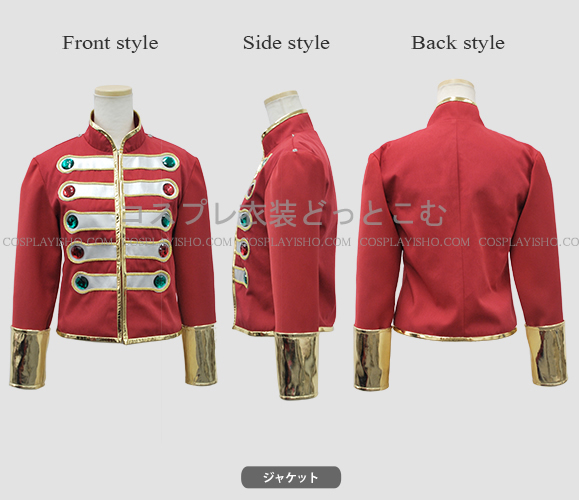 Front style
Side style
Back style
コスプレ衣装どっとこむ
COSPLAYISHO.COM COSPLAYISHO.COM COSPLAYISHO.COM COSPLAYISHO.COM COSPLAYISHO.COM
ジャケット